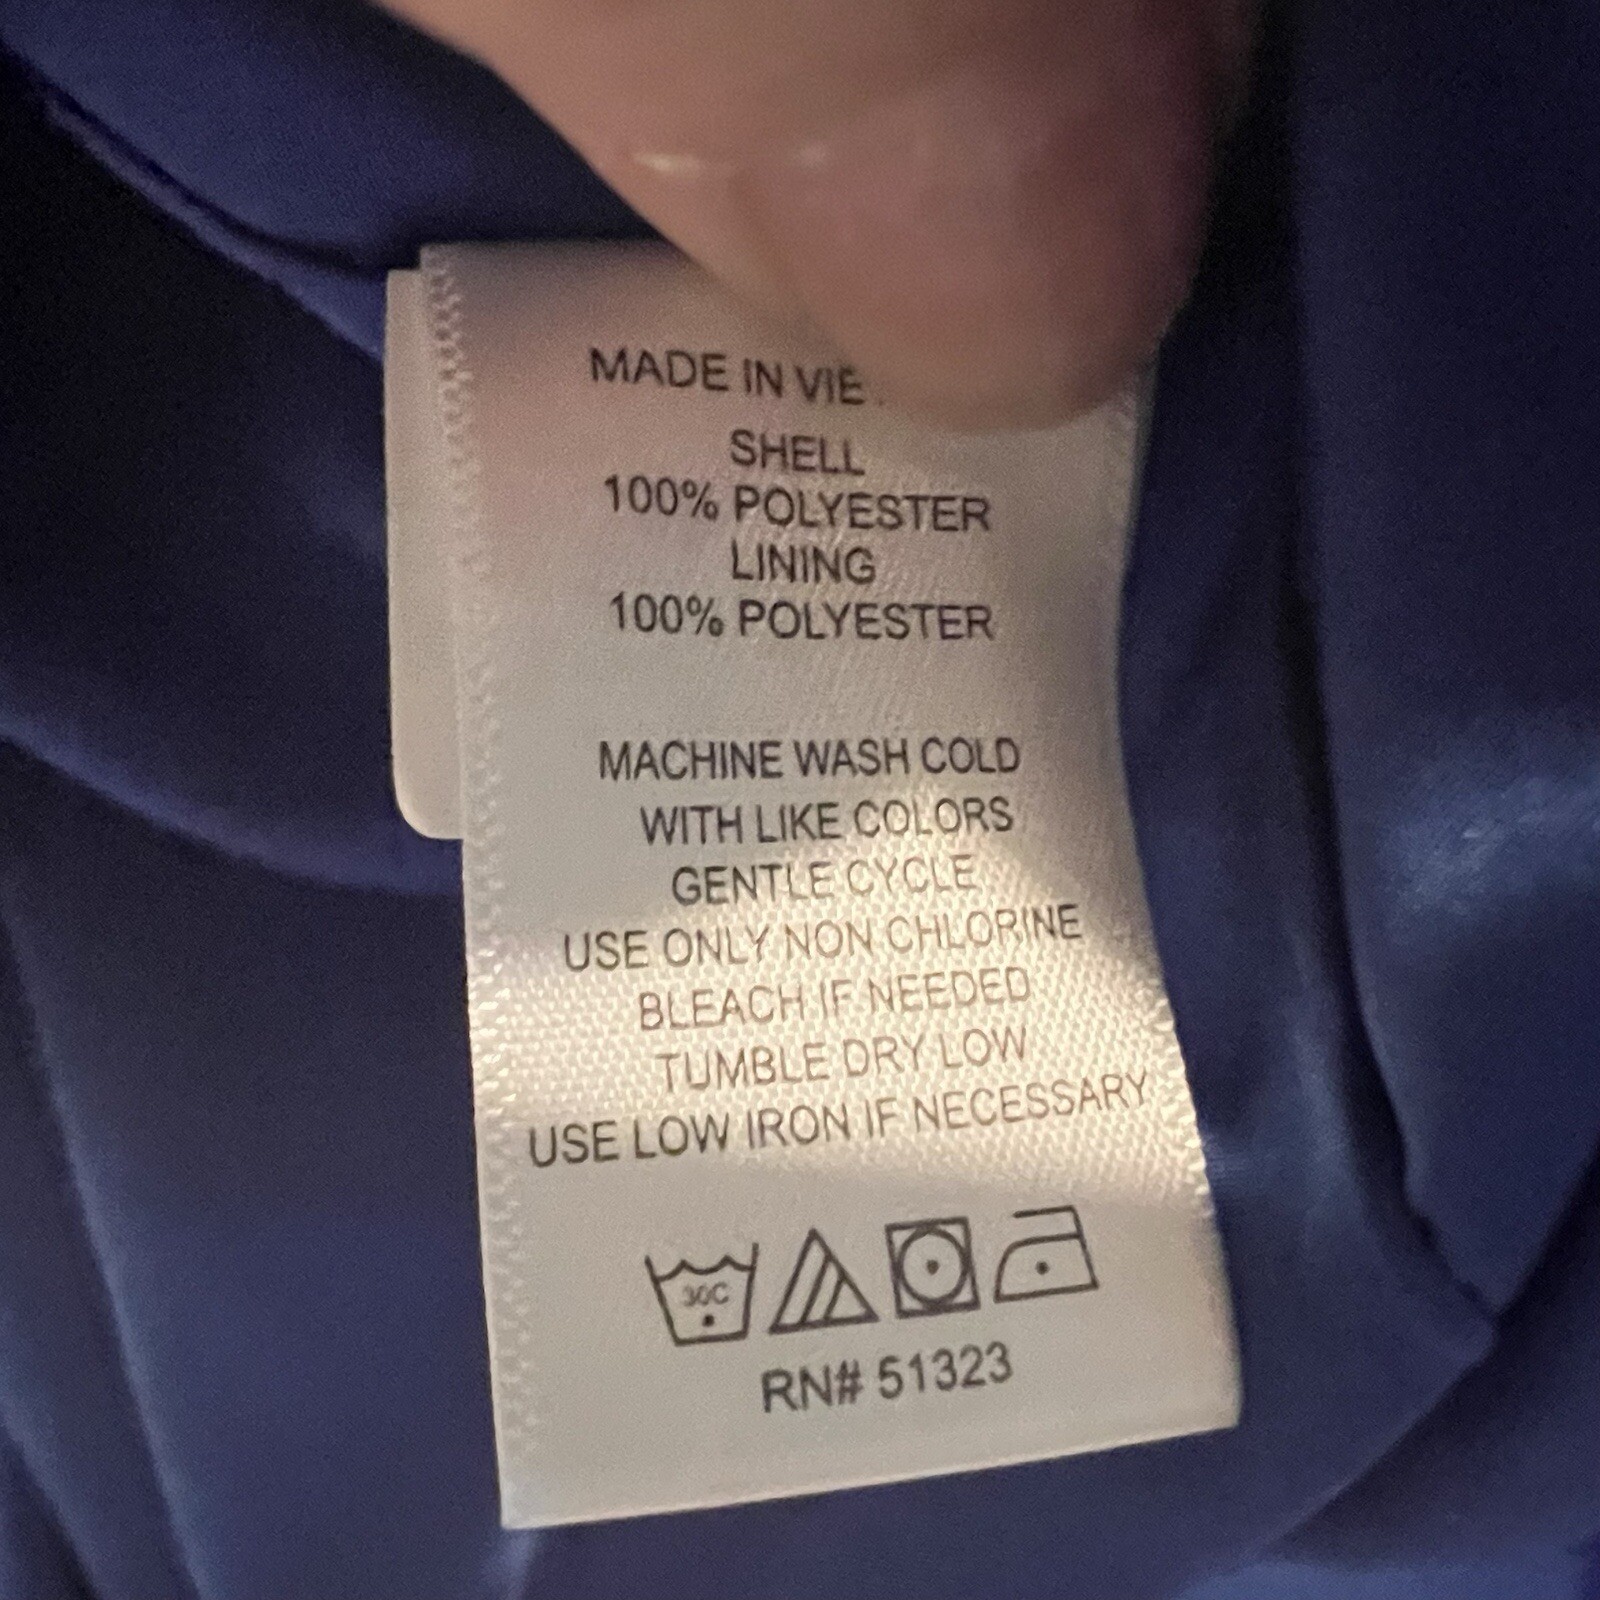 MADE IN VIE
SHELL
100% POLYESTER
LINING
100% POLYESTER
MACHINE WASH COLD
WITH LIKE COLORS
GENTLE CYCLE
USE ONLY NON CHLORINE
BLEACH IF NEEDED
TUMBLE DRY LOW
USE LOW IRON IF NECESSARY
30C
RN# 51323